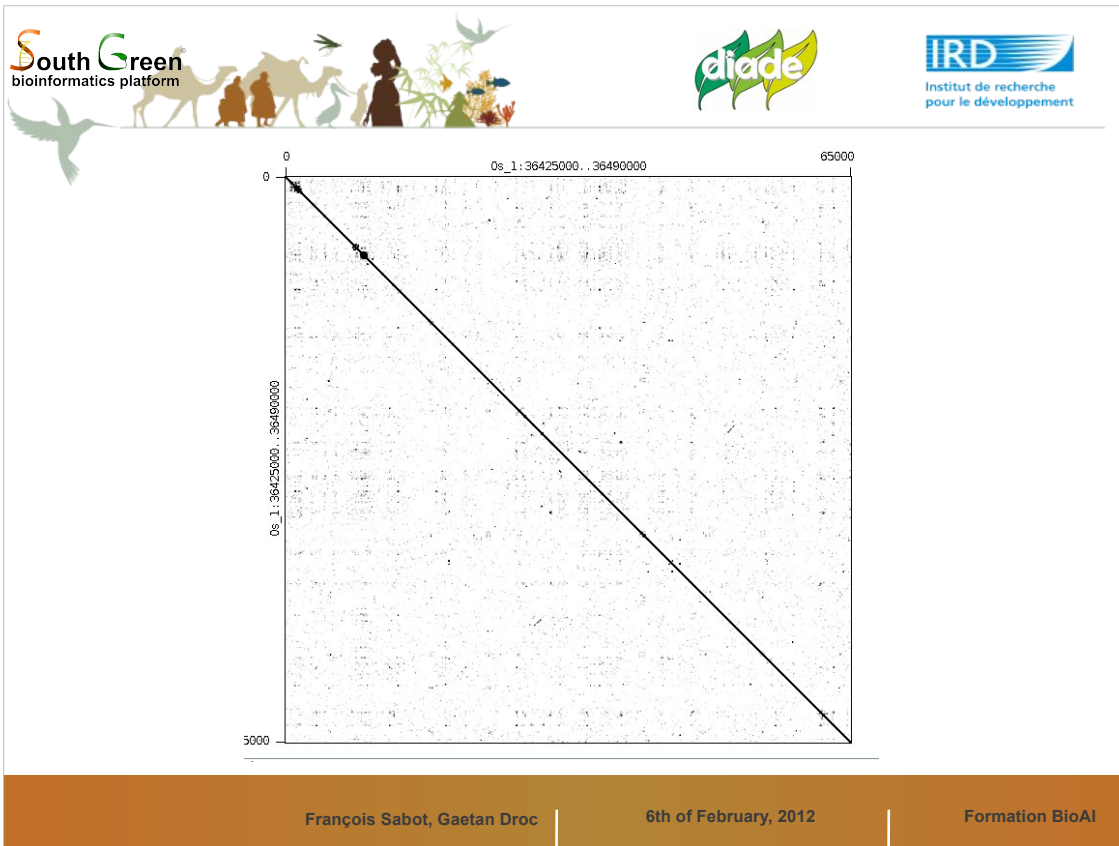 South Green
bioinformatics platform
diade
IRD
Institut de recherche
pour le développement
0
65000
Os_1:36425000..36490000
0
Os_1:36425000..36490000
5000
François Sabot, Gaetan Droc
6th of February, 2012
Formation BioAI